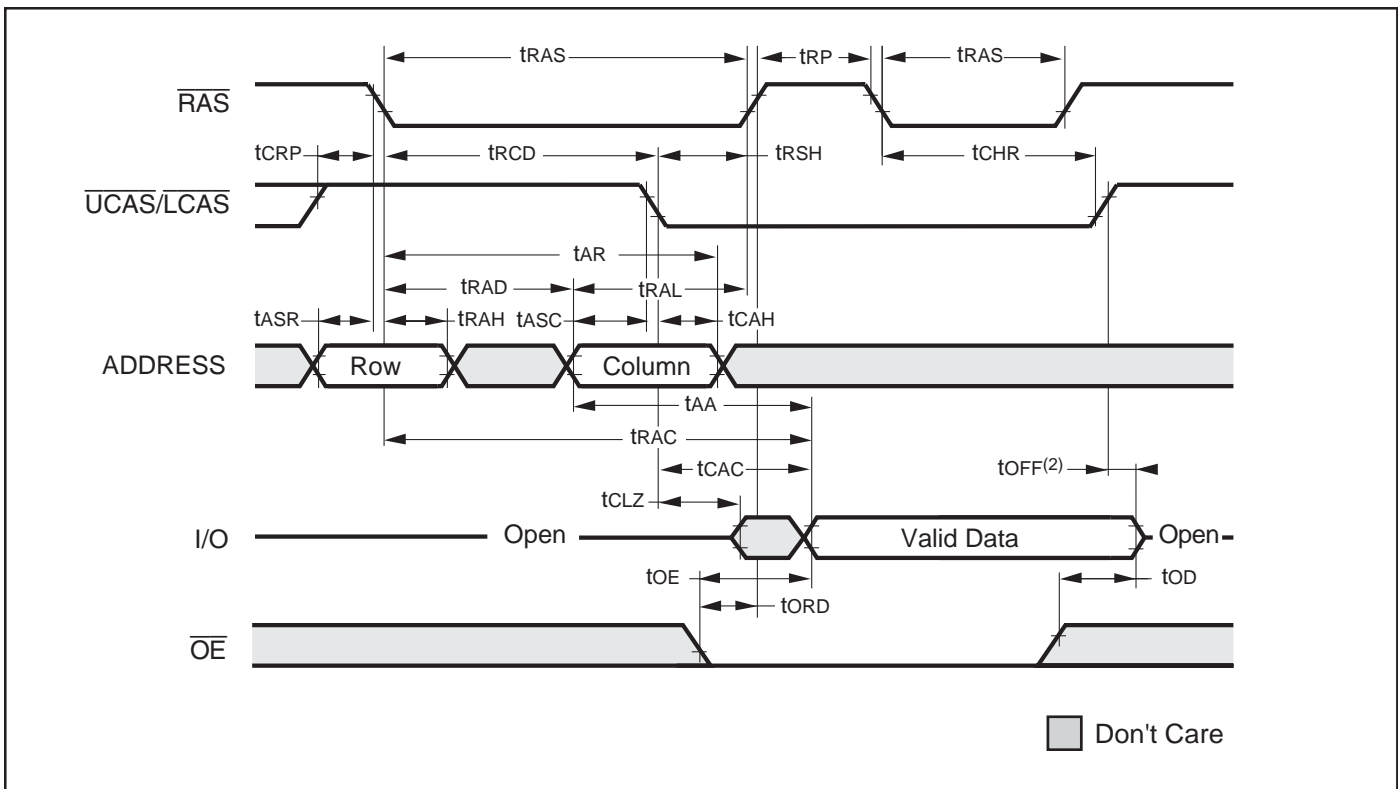 tRAS tRP tRAS
RAS
tCRP tRCD tRSH tCHR
UCAS/LCAS
tAR
tRAD tRAL
tASR tRAH tASC tCAH
ADDRESS Row Column
tAA
tRAC
tCAC tOFF(2)
tCLZ
I/O Open Valid Data Open
tOE tOD
tORD
OE
Don't Care